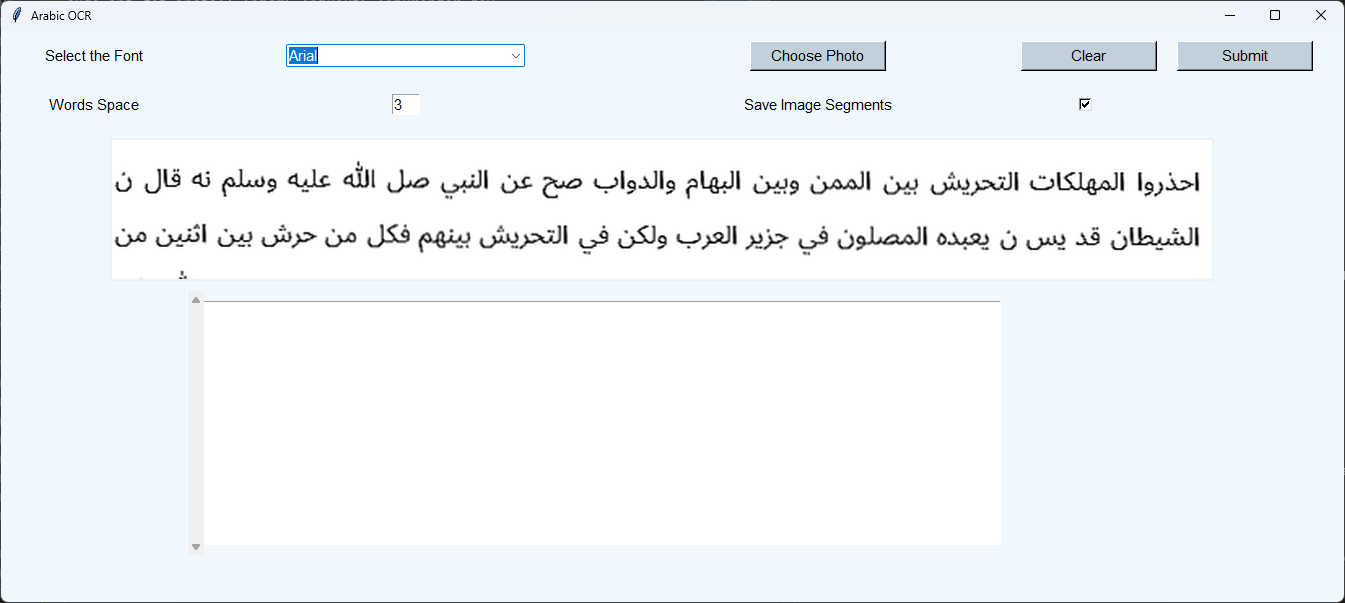 Arabic OCR
Select the Font
Arial
Choose Photo
Clear
Submit
Words Space
3
Save Image Segments
احذروا المهلكات التحريش بين الممن وبين البهام والدواب صح عن النبي صل الله عليه وسلم نه قال ن
الشيطان قد يس ن يعبده المصلون في جزير العرب ولكن في التحريش بينهم فكل من حرش بين اثنين من